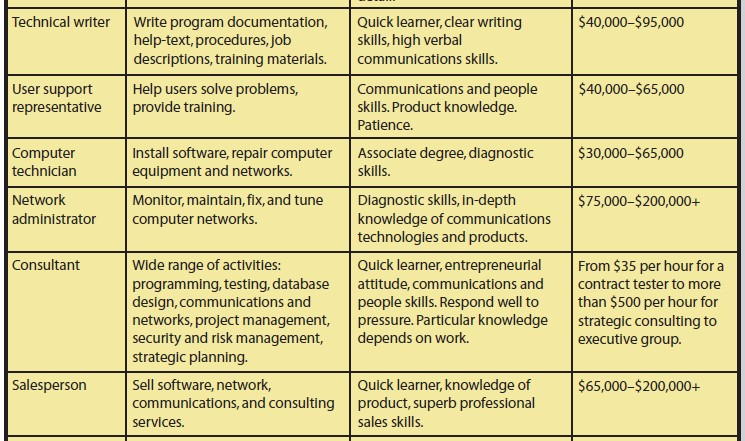 Technical writer
Write program documentation,
help-text, procedures, job
descriptions, training materials.
Quick learner, clear writing
skills, high verbal
communications skills.
$40,000–$95,000
User support
representative
Help users solve problems,
provide training.
Communications and people
skills. Product knowledge.
Patience.
$40,000–$65,000
Computer
technician
Install software, repair computer
equipment and networks.
Associate degree, diagnostic
skills.
$30,000–$65,000
Network
administrator
Monitor, maintain, fix, and tune
computer networks.
Diagnostic skills, in-depth
knowledge of communications
technologies and products.
$75,000–$200,000+
Consultant
Wide range of activities:
programming, testing, database
design, communications and
networks, project management,
security and risk management,
strategic planning.
Quick learner, entrepreneurial
attitude, communications and
people skills. Respond well to
pressure. Particular knowledge
depends on work.
From $35 per hour for a
contract tester to more
than $500 per hour for
strategic consulting to
executive group.
Salesperson
Sell software, network,
communications, and consulting
services.
Quick learner, knowledge of
product, superb professional
sales skills.
$65,000–$200,000+